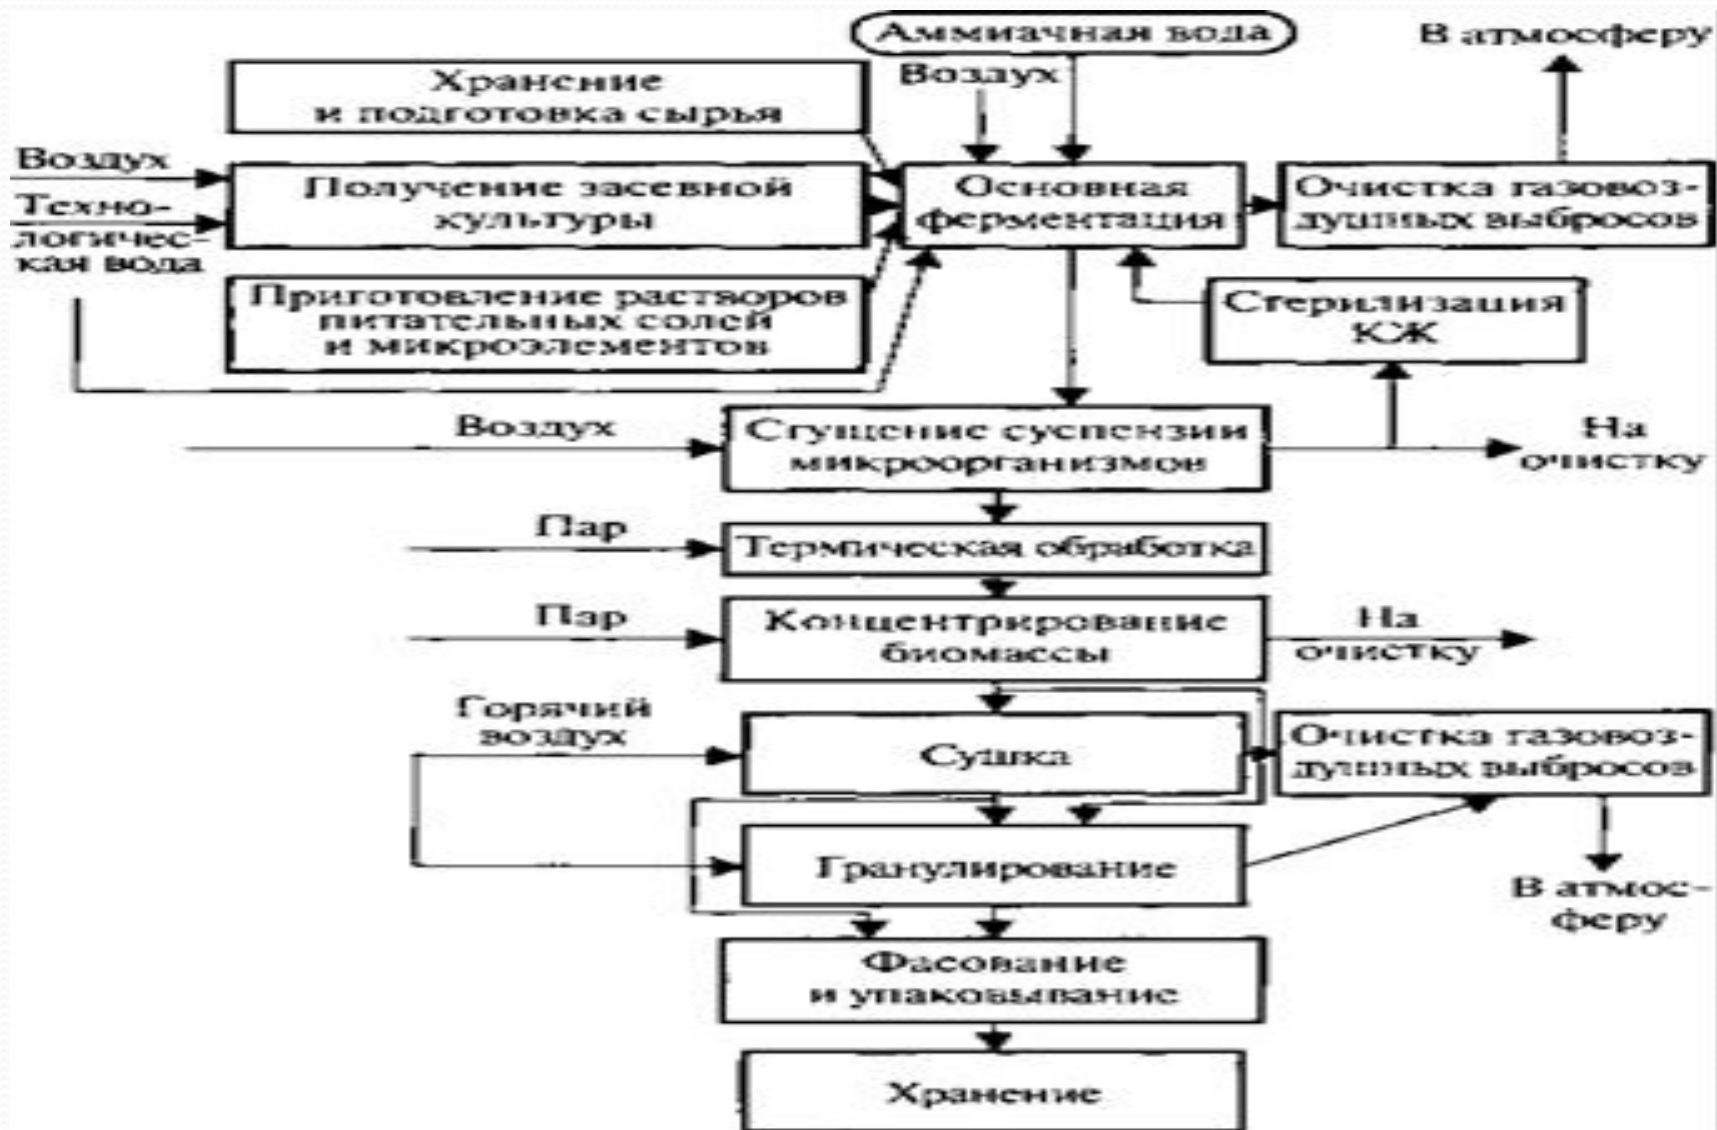 Аммиачная вода
В атмосферу
Хранение
и подготовка сырья
Воздух
Воздух
Получение засевной
культуры
Основная
ферментация
Очистка газовоз-
душных выбросов
Техно-
логичес-
кая вода
Приготовление растворов
питательных солей
и микроэлементов
Стерилизация
КЖ
Воздух
Сгущение суспензии
микроорганизмов
На
очистку
Пар
Термическая обработка
Пар
Концентрирование
биомассы
На
очистку
Горячий
воздух
Сушка
Очистка газовоз-
душных выбросов
Гранулирование
В атмос-
феру
Фасование
и упаковывание
Хранение